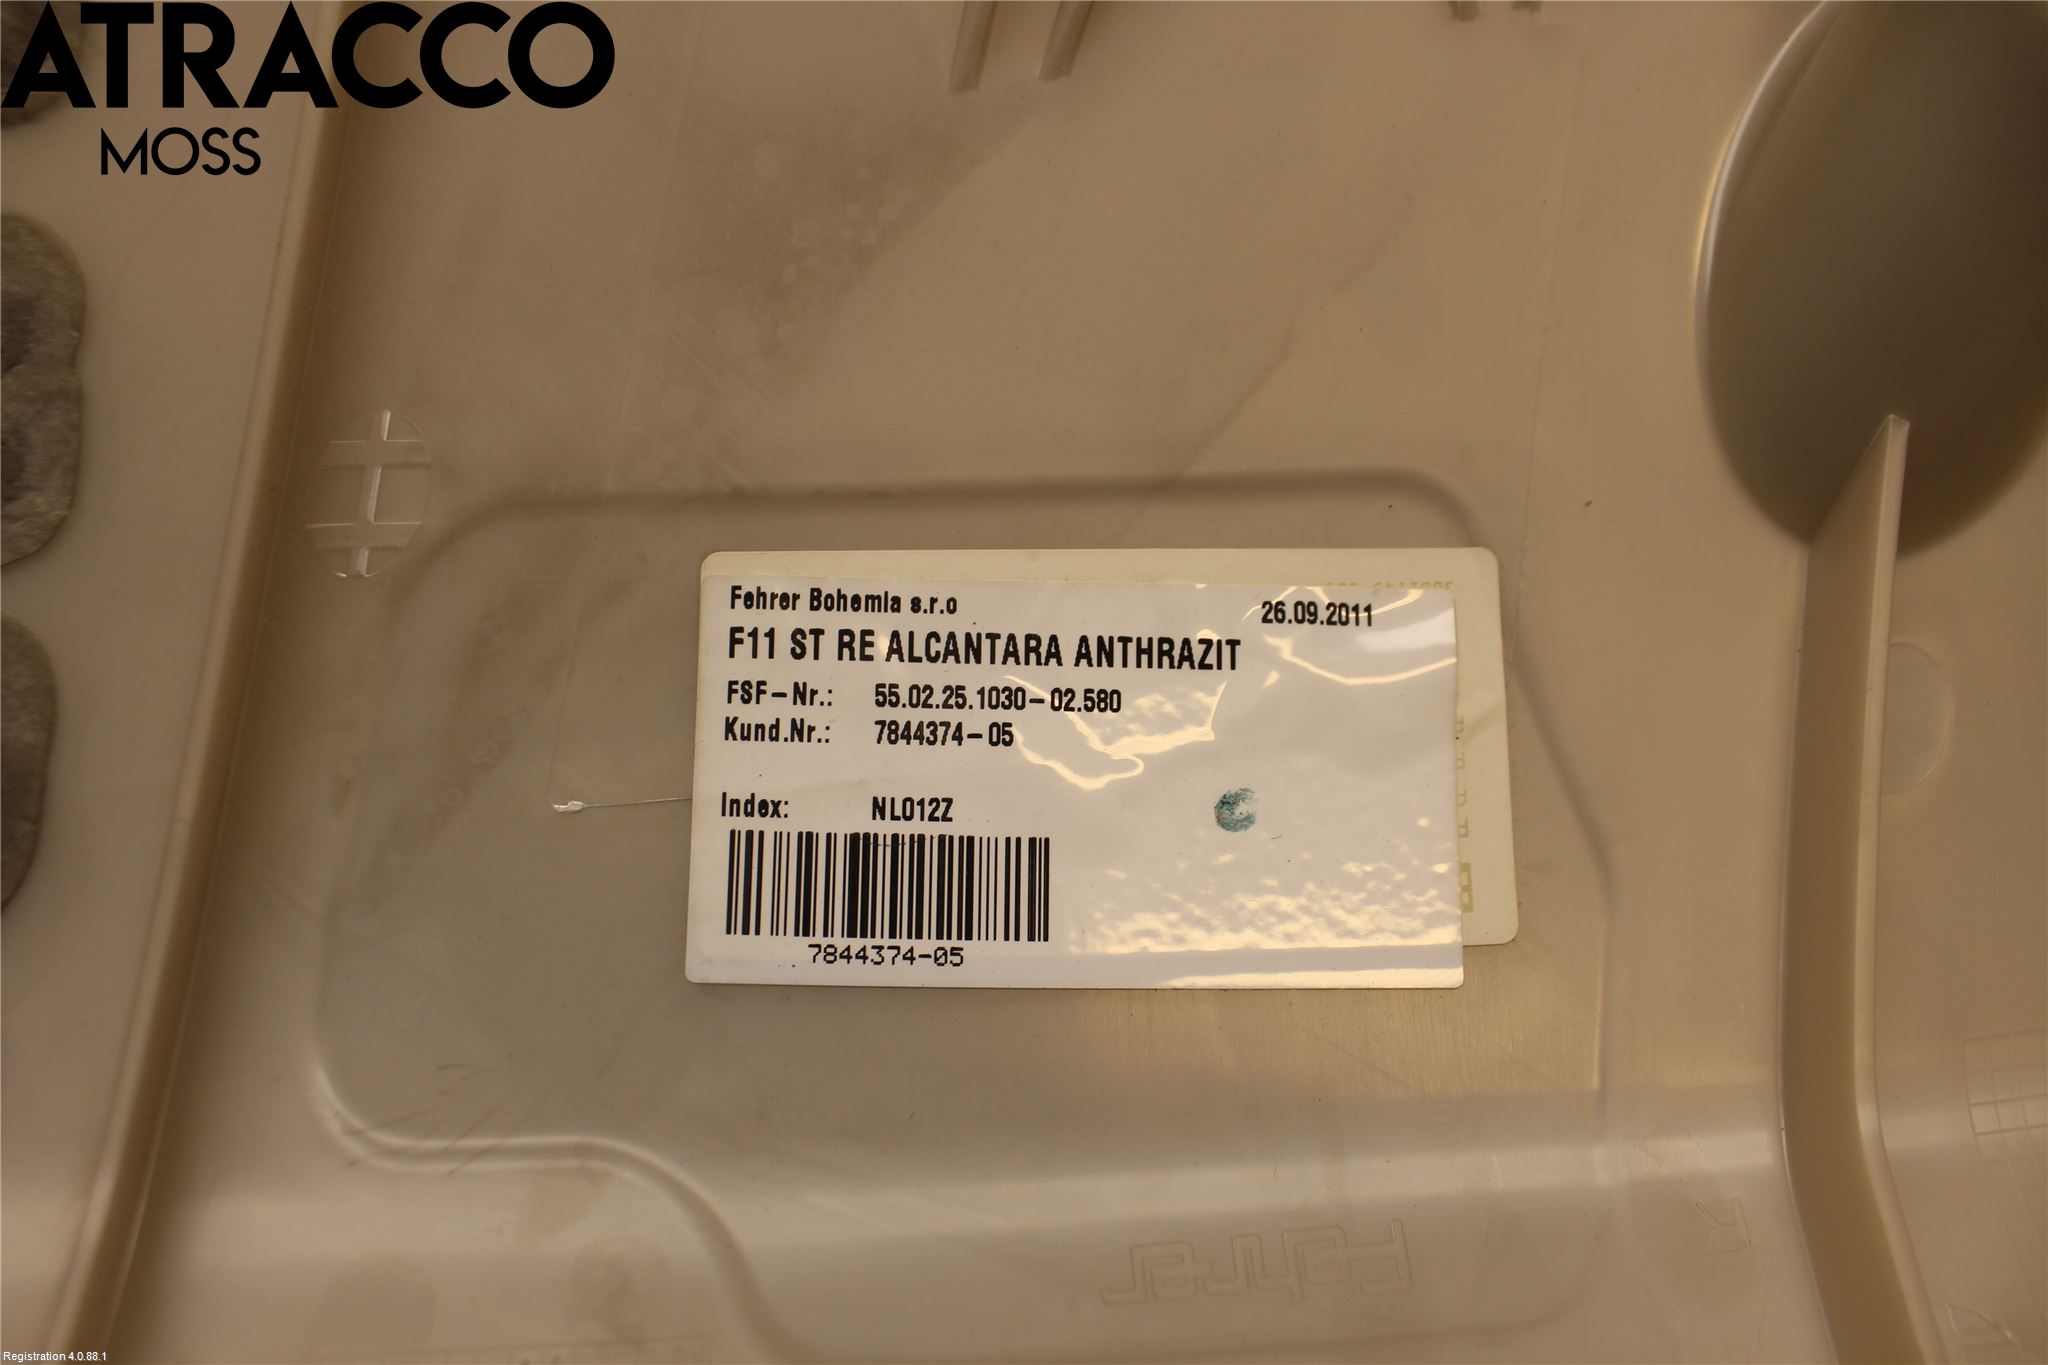 ATRACCO
MOSS
Fehrer Bohemia s.r.o
26.09.2011
F11 ST RE ALCANTARA ANTHRAZIT
FSF-Nr.: 55.02.25.1030-02.580
Kund.Nr.: 7844374-05
Index: NL012Z
7844374-05
Fehrer
R
Registration 4.0.88.1